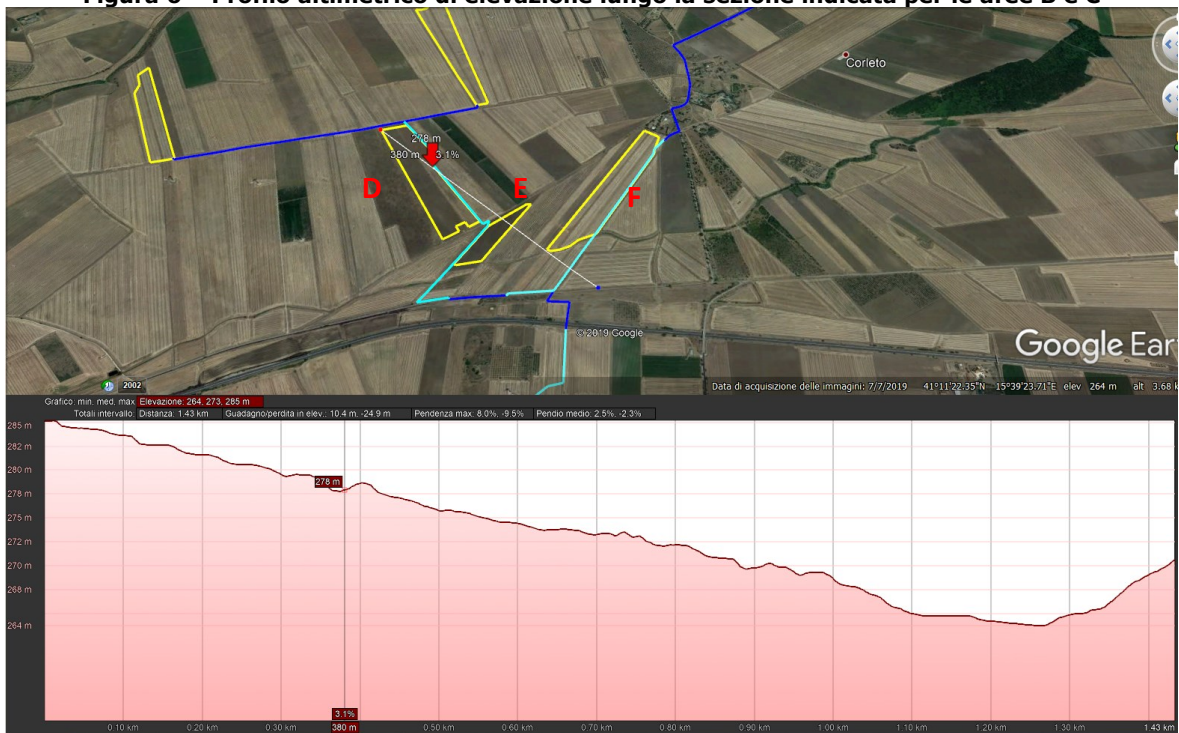 Figura 6 – Profilo altimetrico di elevazione lungo la sezione indicata per le aree B e C
Corleto
278 m
380 m 3.1%
D
E
F
© 2019 Google
Google Ear
2002
Data di acquisizione delle immagini: 7/7/2019 41°11'22.35"N 15°39'23.71"E elev 264 m alt 3.68 k
Grafico: min. med. max Elevazione: 264, 273, 285 m
Totali intervallo: Distanza: 1.43 km Guadagno/perdita in elev.: 10.4 m, -24.9 m Pendenza max: 8.0%, -9.5% Pendio medio: 2.5%, -2.3%
285 m
282 m
280 m
278 m
278 m
275 m
272 m
270 m
268 m
264 m
3.1%
0.10 km 0.20 km 0.30 km 380 m 0.50 km 0.60 km 0.70 km 0.80 km 0.90 km 1.00 km 1.10 km 1.20 km 1.30 km 1.43 km